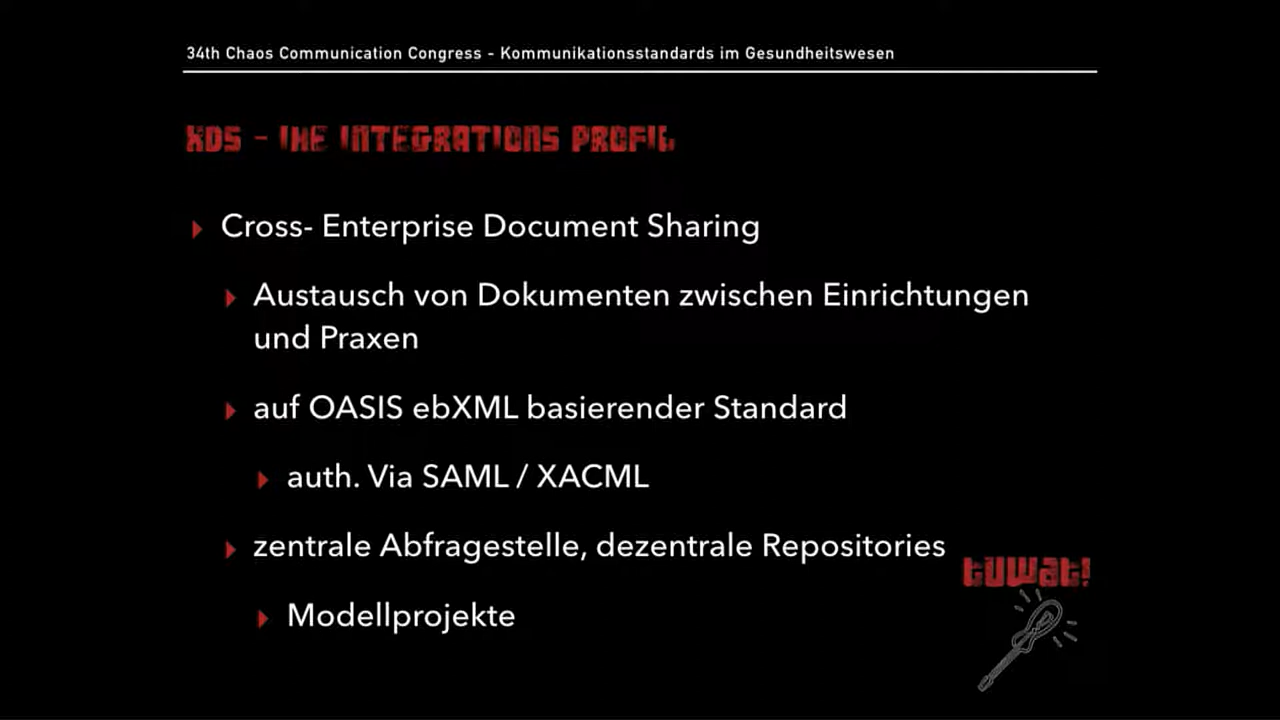 34th Chaos Communication Congress - Kommunikationsstandards im Gesundheitswesen
XDS - IHE INTEGRATIONS PROFIL
Cross- Enterprise Document Sharing
Austausch von Dokumenten zwischen Einrichtungen
und Praxen
auf OASIS ebXML basierender Standard
auth. Via SAML / XACML
zentrale Abfragestelle, dezentrale Repositories
Modellprojekte
tuwat!